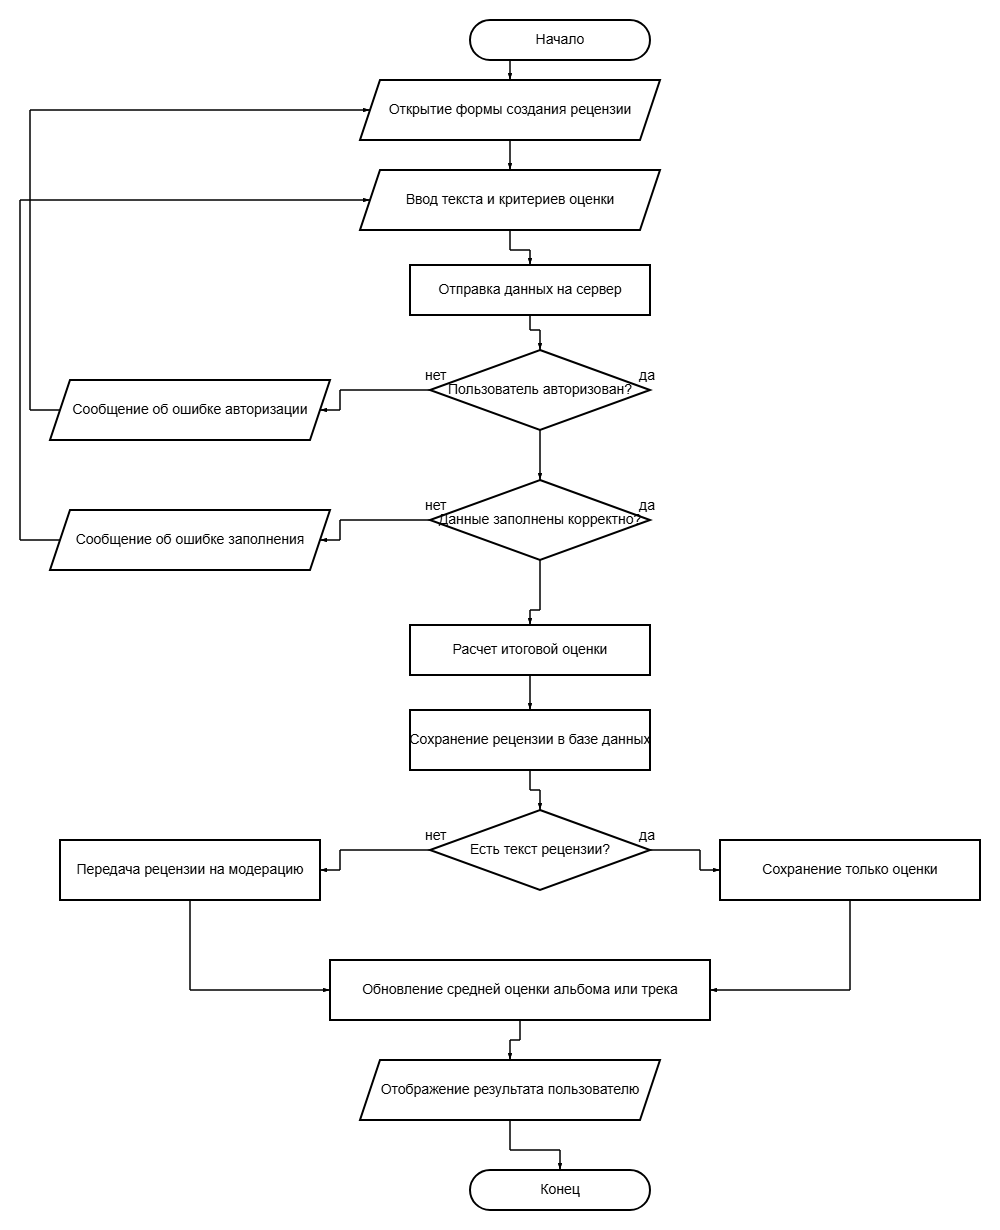 Начало
Открытие формы создания рецензии
Ввод текста и критериев оценки
Отправка данных на сервер
нет
да
Пользователь авторизован?
Сообщение об ошибке авторизации
нет
да
Данные заполнены корректно?
Сообщение об ошибке заполнения
Расчет итоговой оценки
Сохранение рецензии в базе данных
нет
да
Есть текст рецензии?
Передача рецензии на модерацию
Сохранение только оценки
Обновление средней оценки альбома или трека
Отображение результата пользователю
Конец